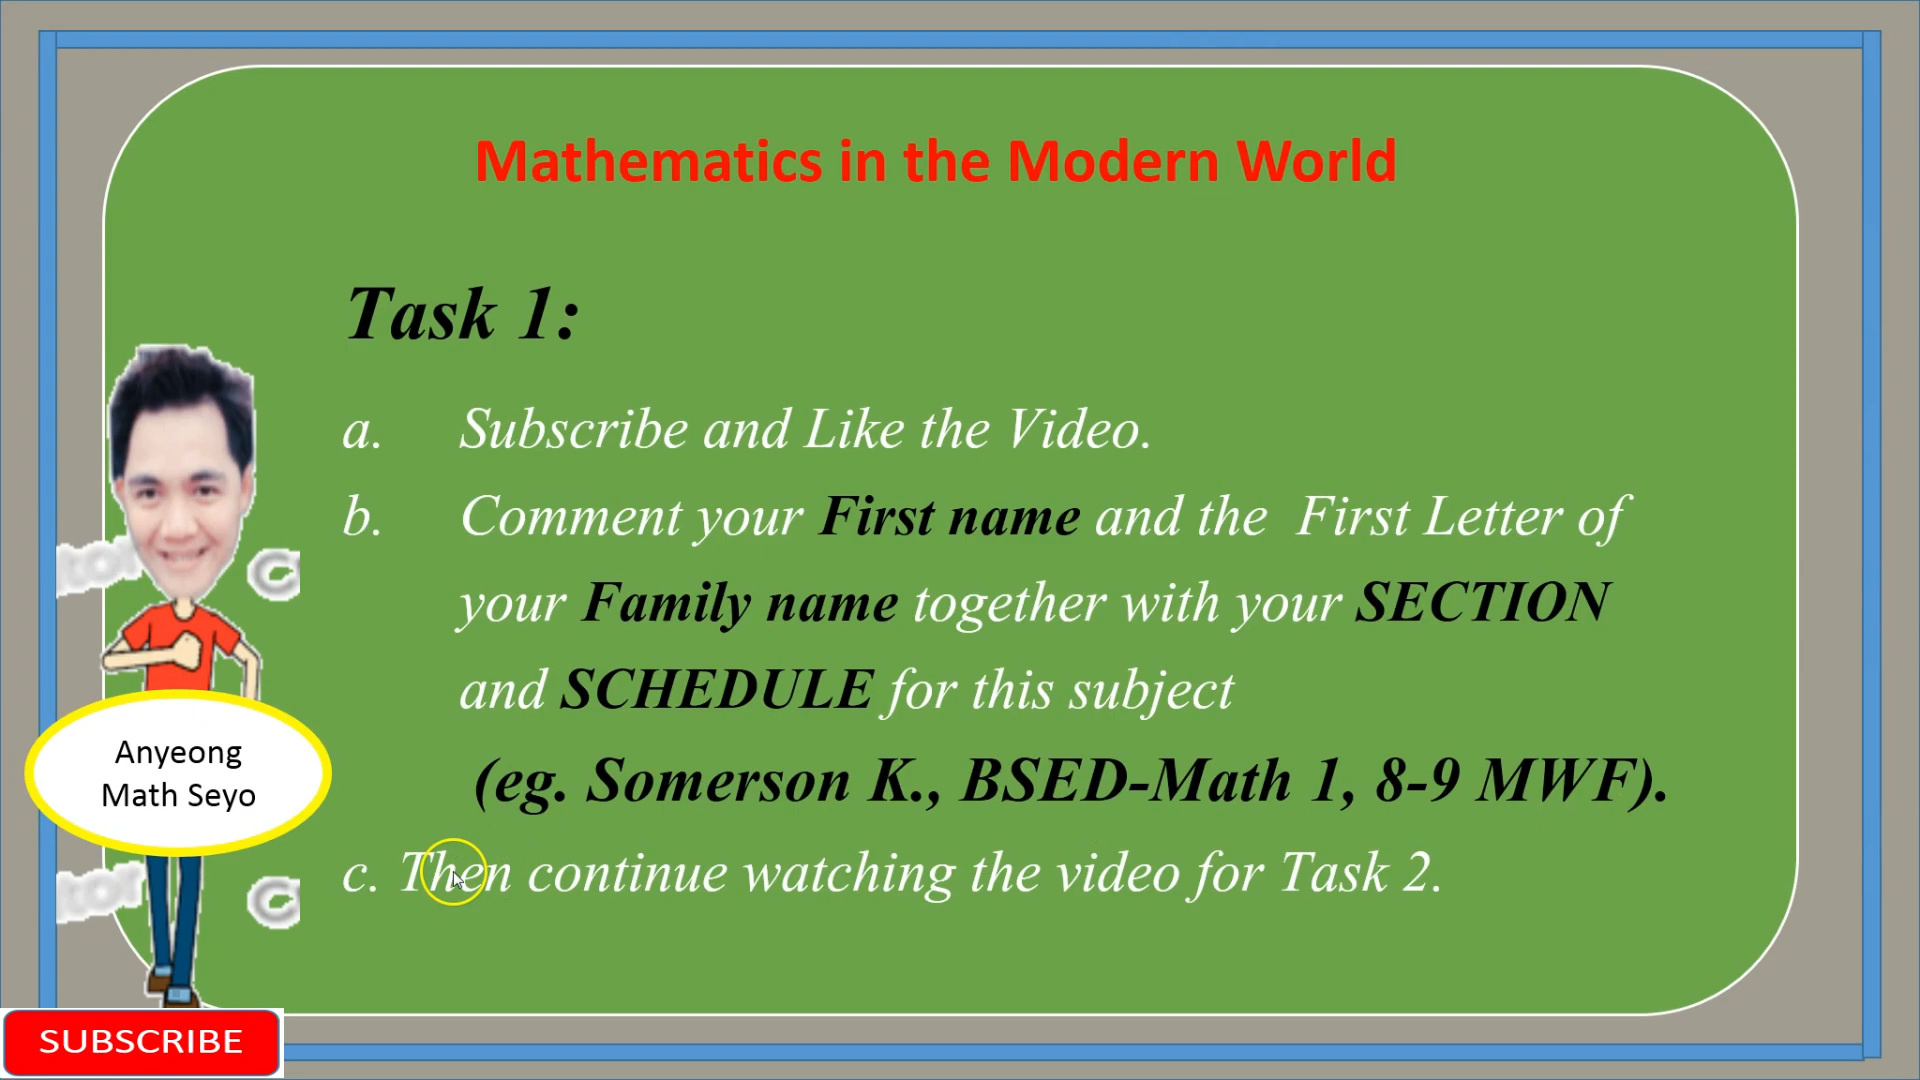 Mathematics in the Modern World
Task 1:
a. Subscribe and Like the Video.
b. Comment your First name and the First Letter of
your Family name together with your SECTION
and SCHEDULE for this subject
(eg. Somerson K., BSED-Math 1, 8-9 MWF).
c. Then continue watching the video for Task 2.
Anyeong
Math Seyo
SUBSCRIBE